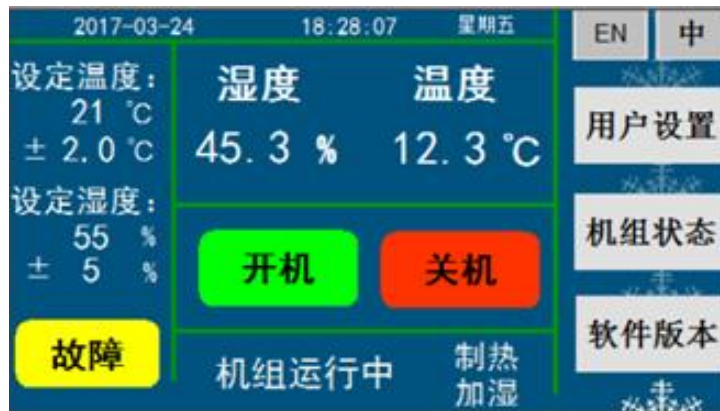 2017-03-24 18:28:07 星期五
EN 中
设定温度:
21 ℃
± 2.0 ℃
设定湿度:
55 %
± 5 %
故障
湿度 温度
45.3 % 12.3 ℃
开机 关机
机组运行中
制热
加湿
用户设置
机组状态
软件版本